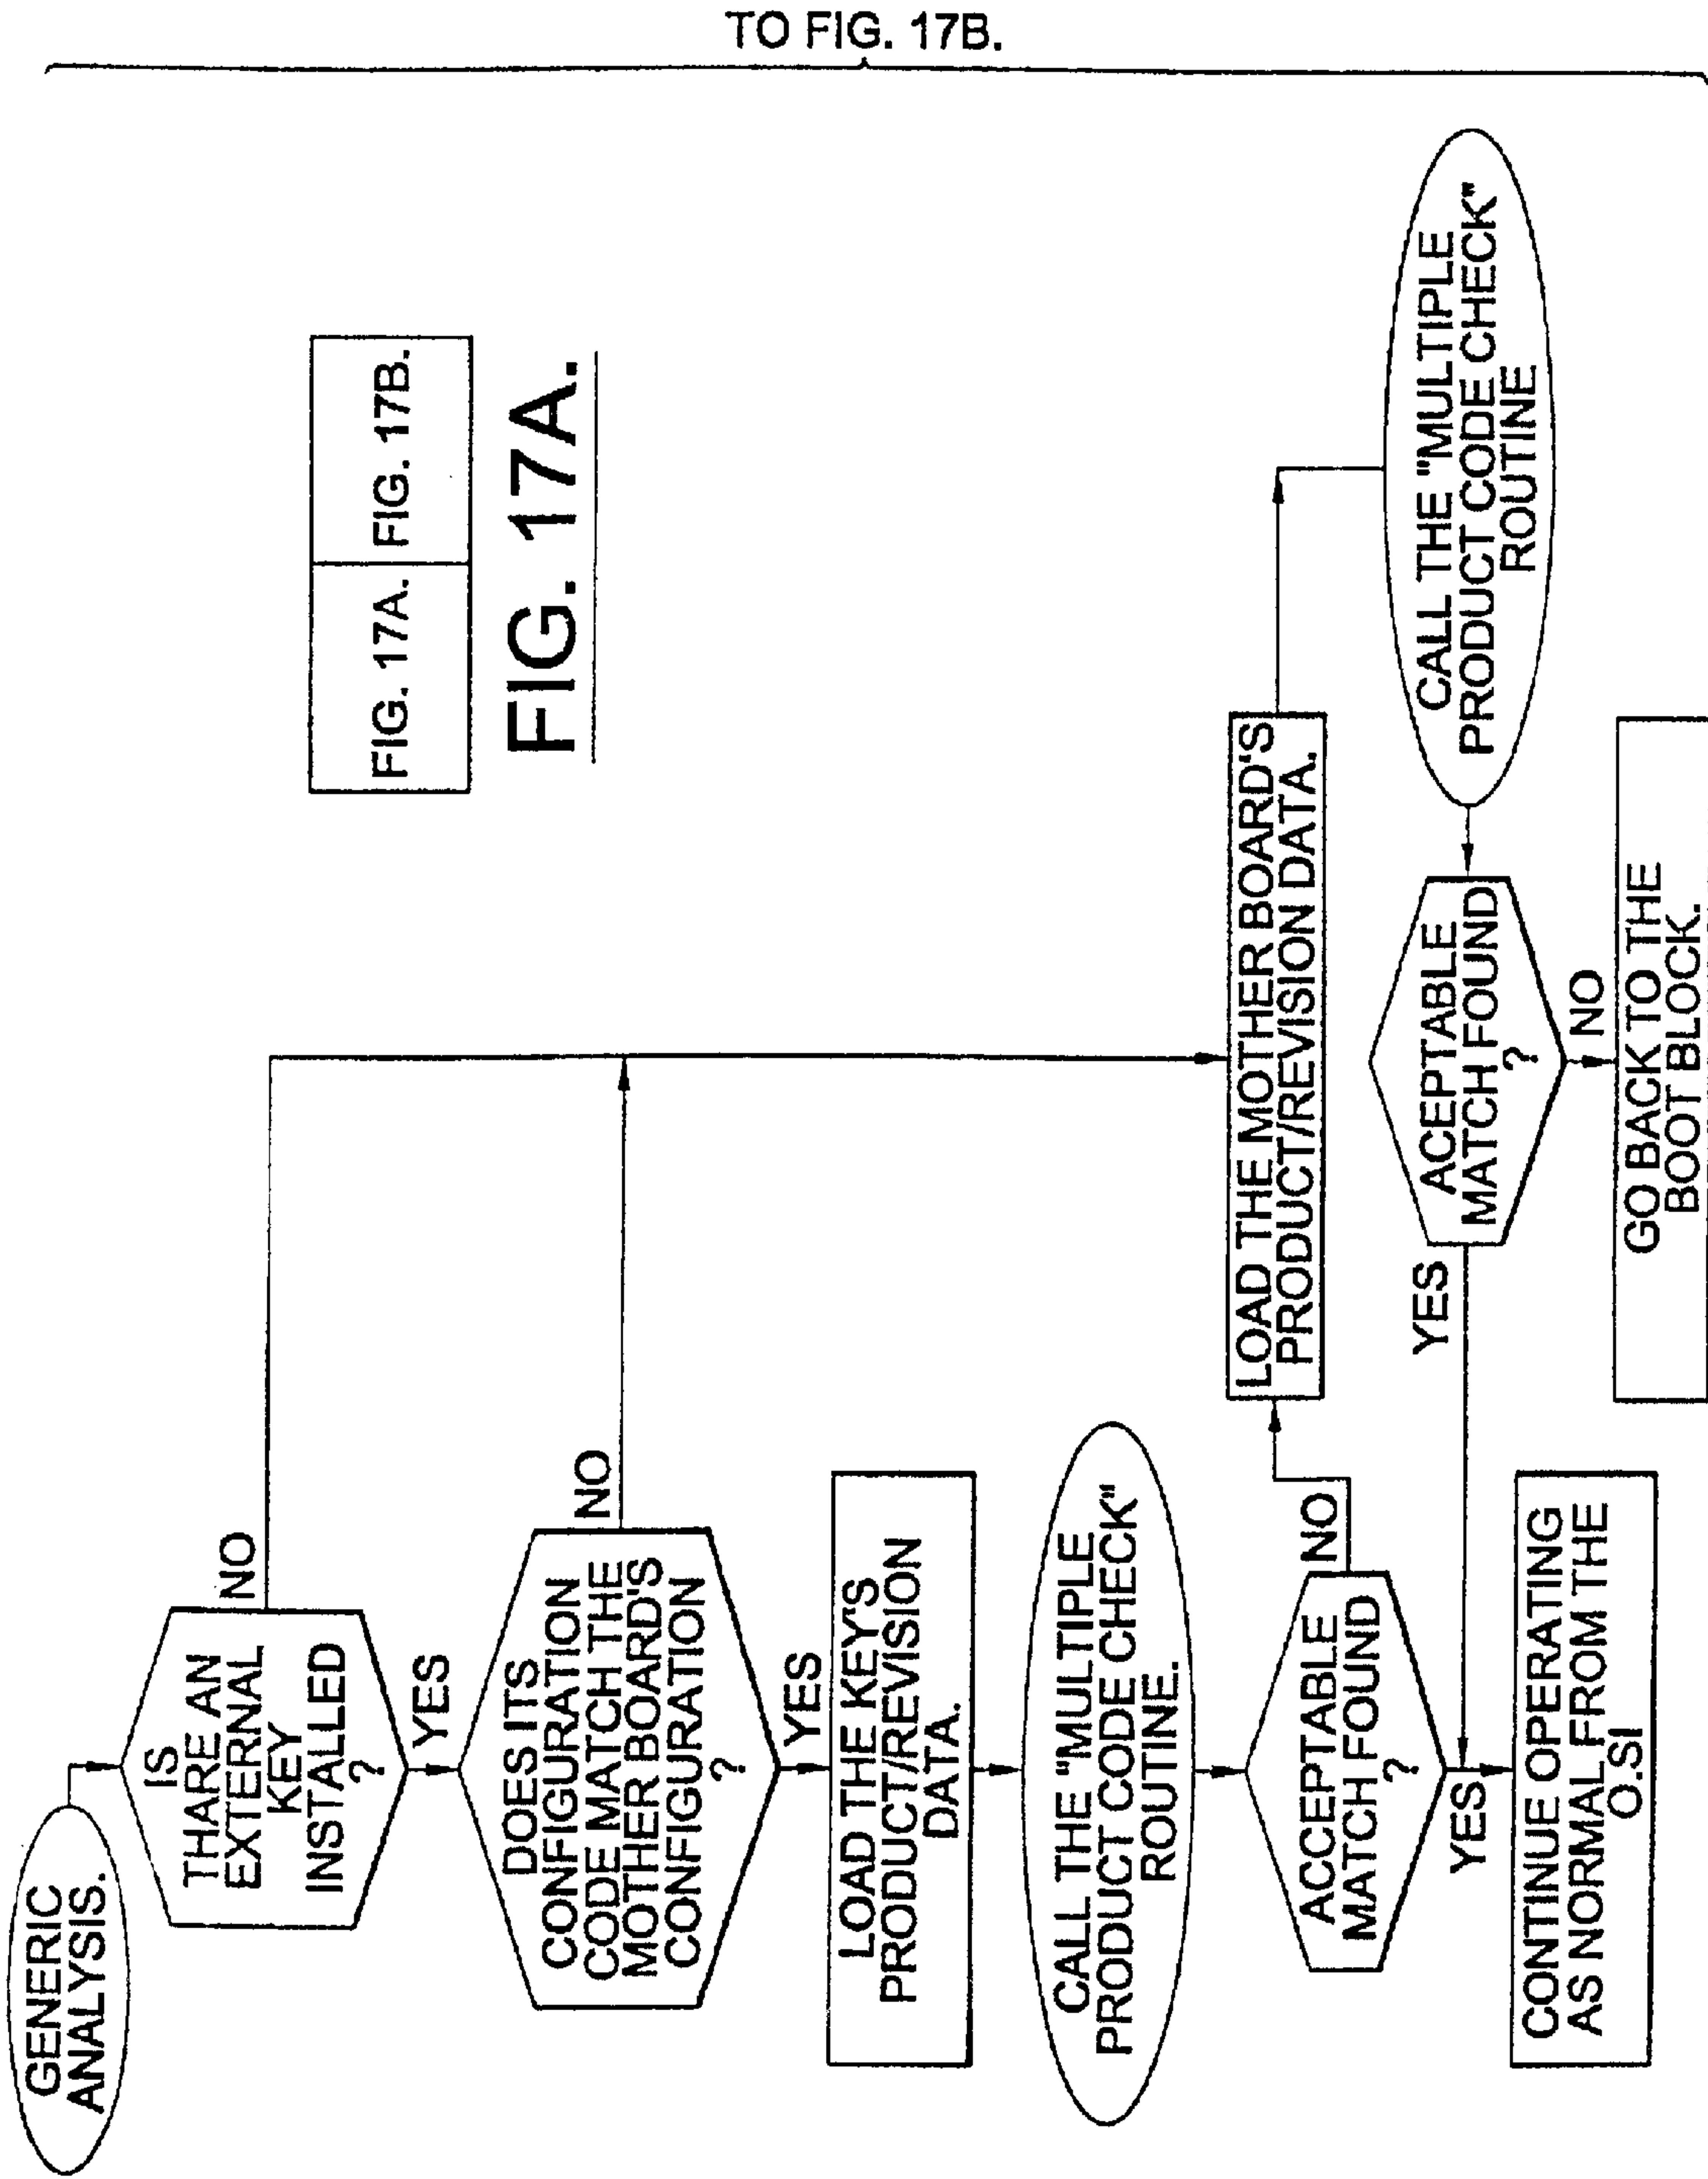 GENERIC
ANALYSIS.
IS
THARE AN
EXTERNAL
KEY
INSTALLED
?
NO
YES
DOES ITS
CONFIGURATION
CODE MATCH THE
MOTHER BOARD'S
CONFIGURATION
?
NO
YES
LOAD THE KEY'S
PRODUCT/REVISION
DATA.
CALL THE "MULTIPLE
PRODUCT CODE CHECK"
ROUTINE.
ACCEPTABLE
MATCH FOUND
?
NO
YES
CONTINUE OPERATING
AS NORMAL FROM THE
O.SI
LOAD THE MOTHER BOARD'S
PRODUCT/REVISION DATA.
CALL THE "MULTIPLE
PRODUCT CODE CHECK"
ROUTINE
ACEPTABLE
MATCH FOUND
?
YES
NO
GO BACK TO THE
BOOT BLOCK.
FIG. 17A. FIG. 17B.
FIG. 17A.
TO FIG. 17B.